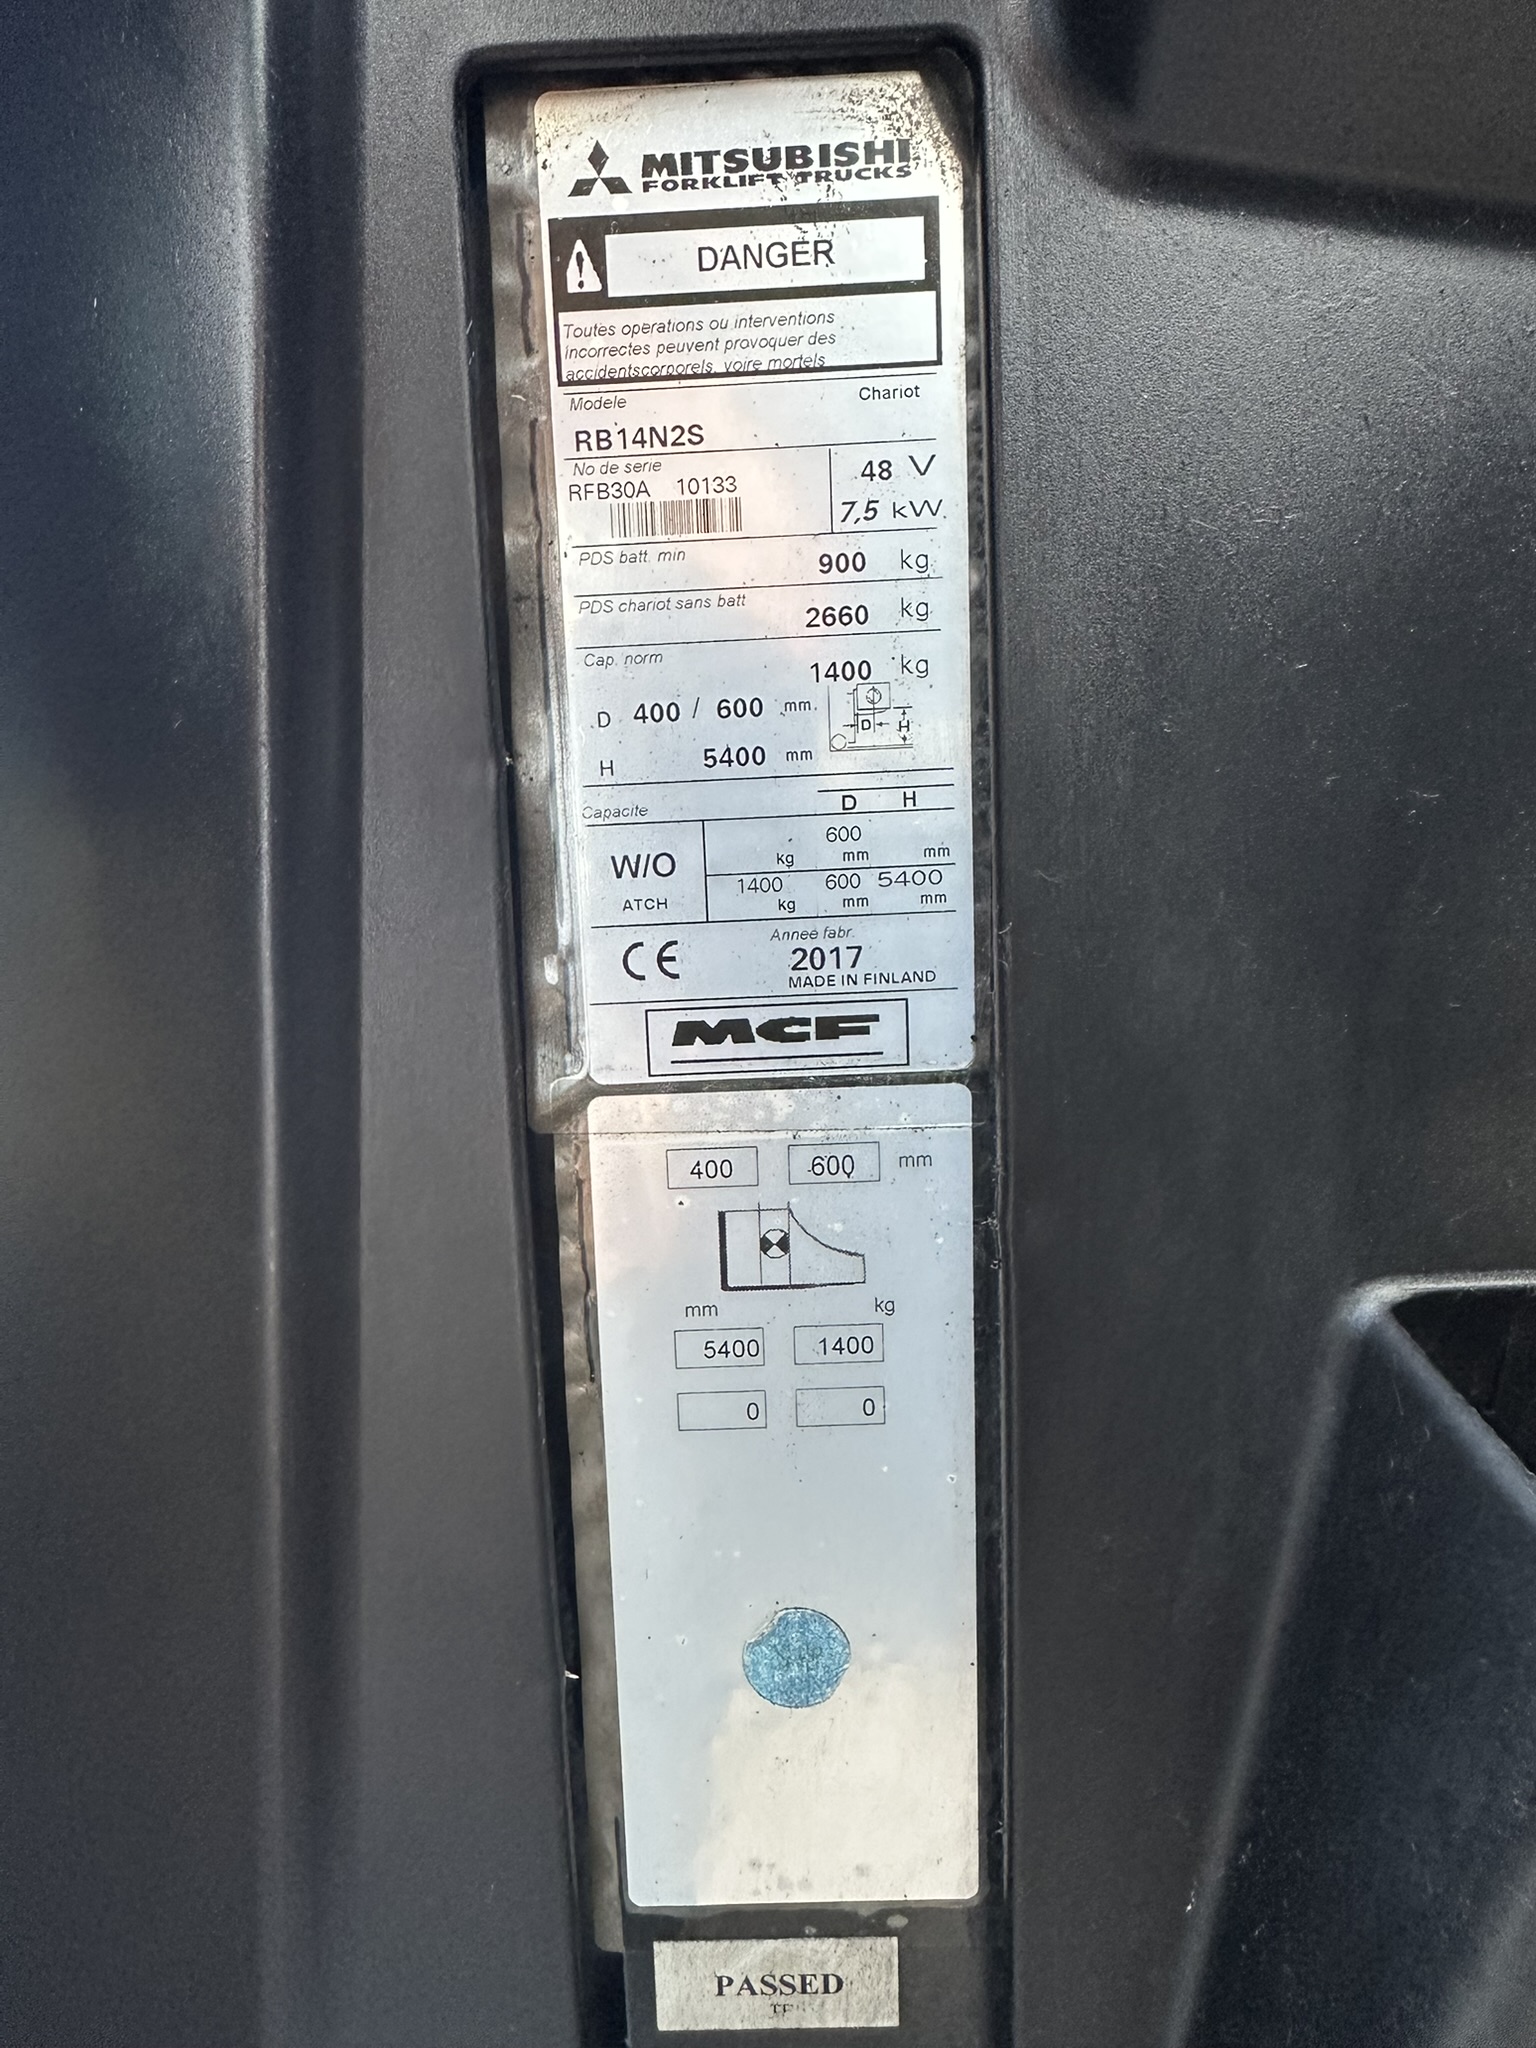 MITSUBISHI
FORKLIFT TRUCKS
DANGER
Toutes operations ou interventions
Incorrectes peuvent provoquer des
accidentscorporels, voire mortels
Modele Chariot
RB14N2S
No de serie 48 V
RFB30A 10133 7,5 kW
PDS batt. min 900 kg
PDS chariot sans batt 2660 kg
Cap. norm 1400 kg
D 400 / 600 mm
D H
H 5400 mm
Capacite D H
600
kg mm mm
W/O
1400 600 5400
ATCH kg mm mm
CE
Annee fabr.
2017
MADE IN FINLAND
MCF
400 600 mm
mm kg
5400 1400
0 0
PASSED